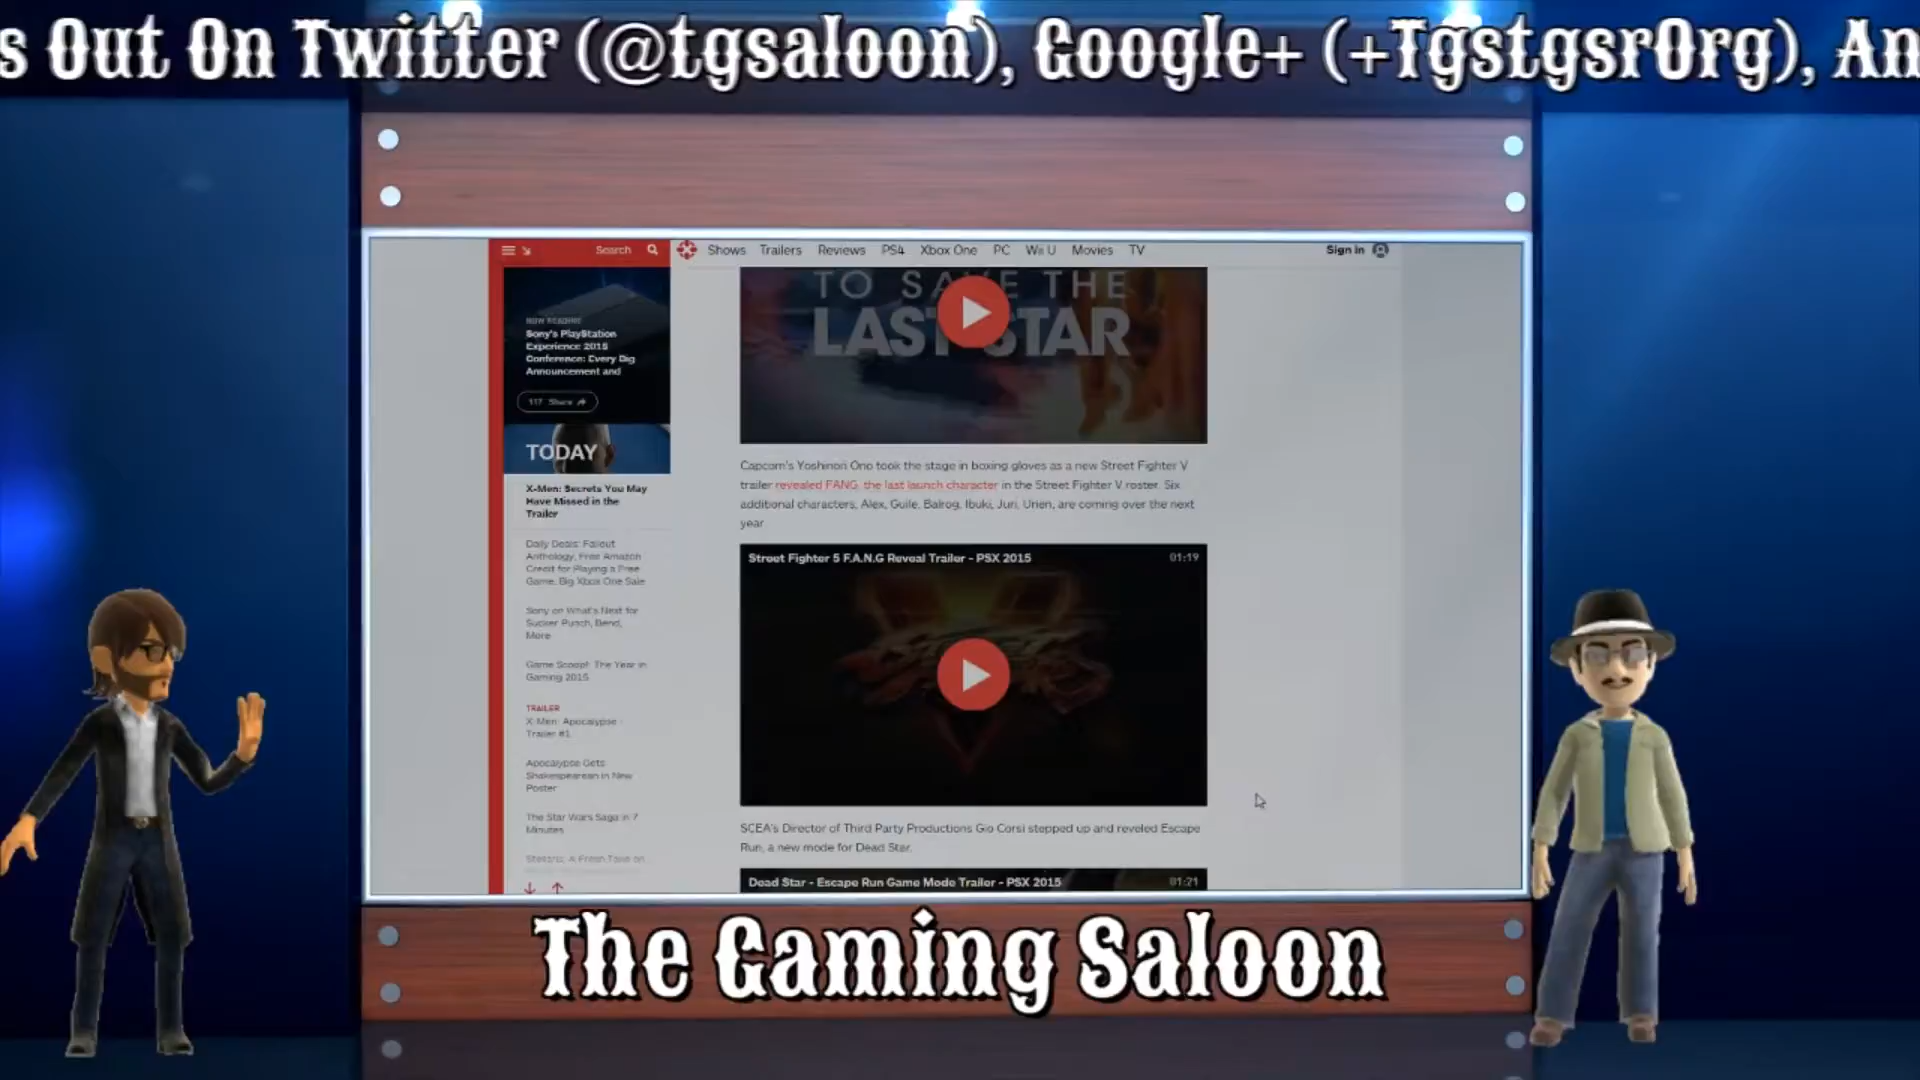 s Out On Twitter (@tgsaloon), Google+ (+TgstgsrOrg), An
Search
Shows Trailers Reviews PS4 Xbox One PC Wii U Movies TV
Sign In
NOW READING
Sony's PlayStation
Experience 2015
Conference: Every Big
Announcement and
117 Share
TODAY
X-Men: Secrets You May
Have Missed in the
Trailer
Daily Deals: Fallout
Anthology, Free Amazon
Credit for Playing a Free
Game, Big Xbox One Sale
Sony on What's Next for
Sucker Punch, Bend,
More
Game Scoop!: The Year in
Gaming 2015
TRAILER
X-Men: Apocalypse -
Trailer #1
Apocalypse Gets
Shakespearean in New
Poster
The Star Wars Saga in 7
Minutes
TO SAVE THE
LAST STAR
Capcom's Yoshinori Ono took the stage in boxing gloves as a new Street Fighter V
trailer revealed FANG, the last launch character in the Street Fighter V roster. Six
additional characters, Alex, Guile, Balrog, Ibuki, Juri, Urien, are coming over the next
year
Street Fighter 5 F.A.N.G Reveal Trailer - PSX 2015 01:19
SCEA's Director of Third Party Productions Gio Corsi stepped up and reveled Escape
Run, a new mode for Dead Star.
Dead Star - Escape Run Game Mode Trailer - PSX 2015 01:21
The Gaming Saloon